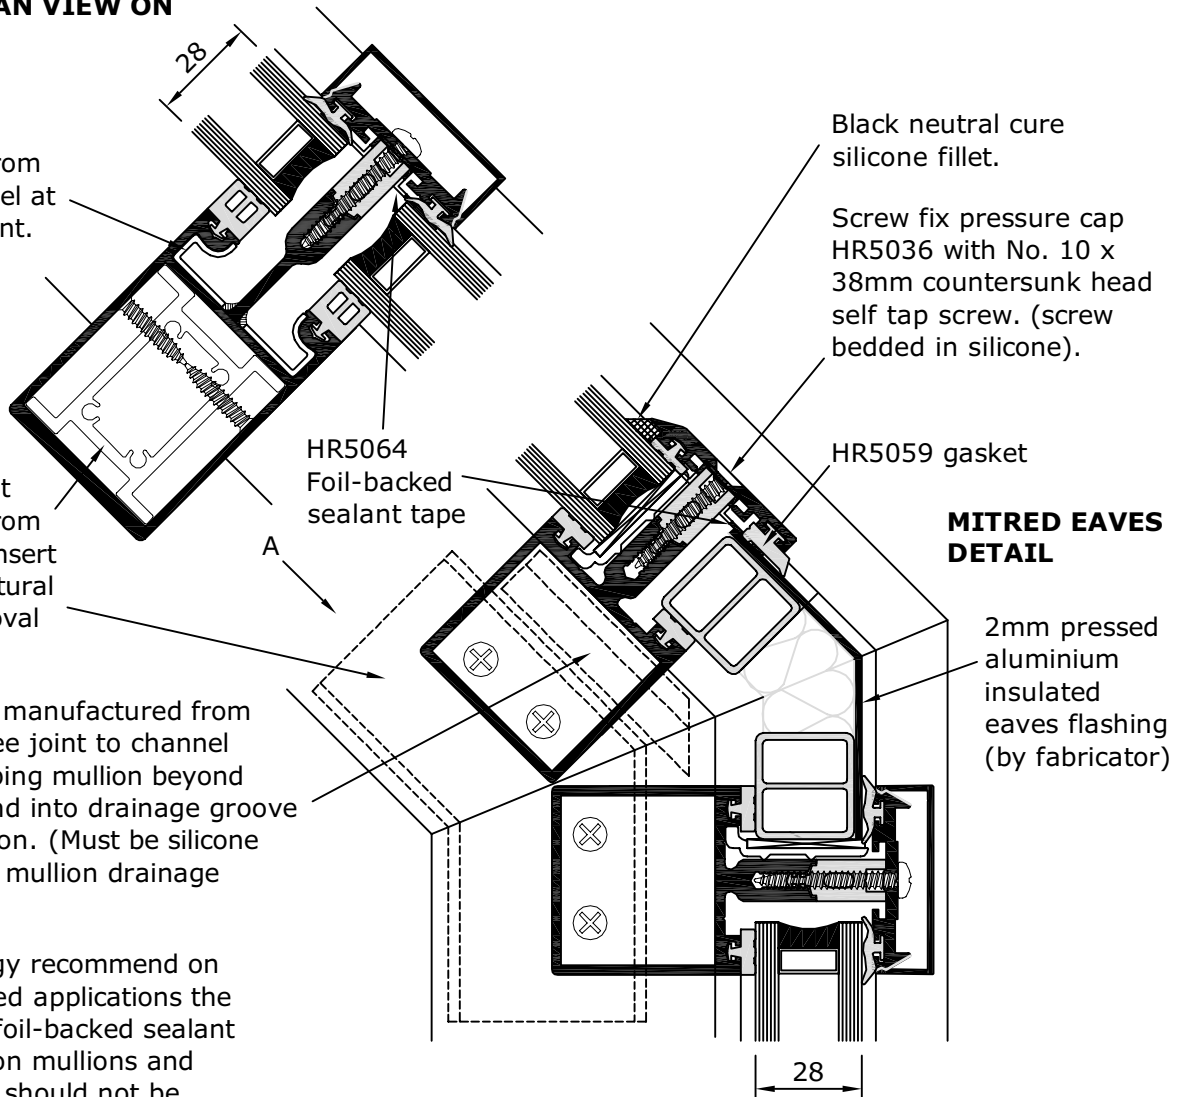 AN VIEW ON
28
rom
el at
nt.
Black neutral cure
silicone fillet.
Screw fix pressure cap
HR5036 with No. 10 x
38mm countersunk head
self tap screw. (screw
bedded in silicone).
HR5064
Foil-backed
sealant tape
HR5059 gasket
MITRED EAVES
DETAIL
t
rom
nsert
tural
oval
A
2mm pressed
aluminium
insulated
eaves flashing
(by fabricator)
manufactured from
ee joint to channel
ping mullion beyond
nd into drainage groove
on. (Must be silicone
mullion drainage
gy recommend on
ed applications the
foil-backed sealant
on mullions and
should not be
28